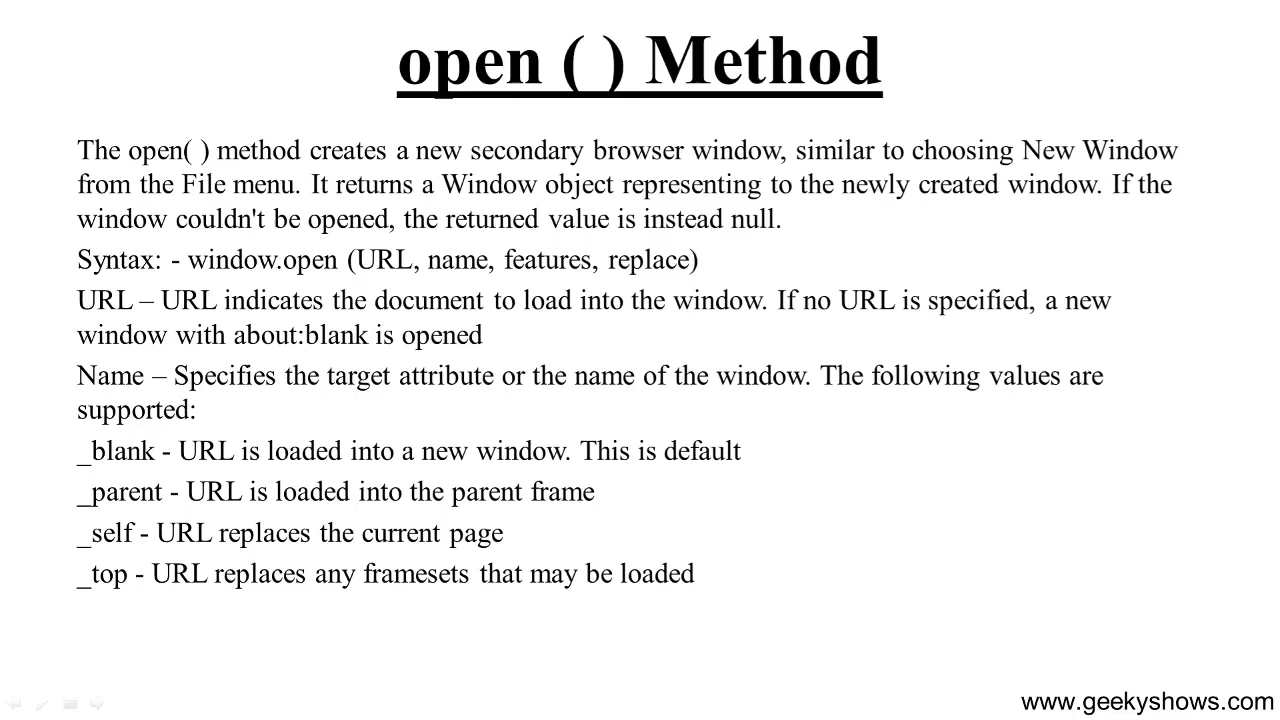 open ( ) Method
The open( ) method creates a new secondary browser window, similar to choosing New Window
from the File menu. It returns a Window object representing to the newly created window. If the
window couldn't be opened, the returned value is instead null.
Syntax: - window.open (URL, name, features, replace)
URL – URL indicates the document to load into the window. If no URL is specified, a new
window with about:blank is opened
Name – Specifies the target attribute or the name of the window. The following values are
supported:
_blank - URL is loaded into a new window. This is default
_parent - URL is loaded into the parent frame
_self - URL replaces the current page
_top - URL replaces any framesets that may be loaded
www.geekyshows.com